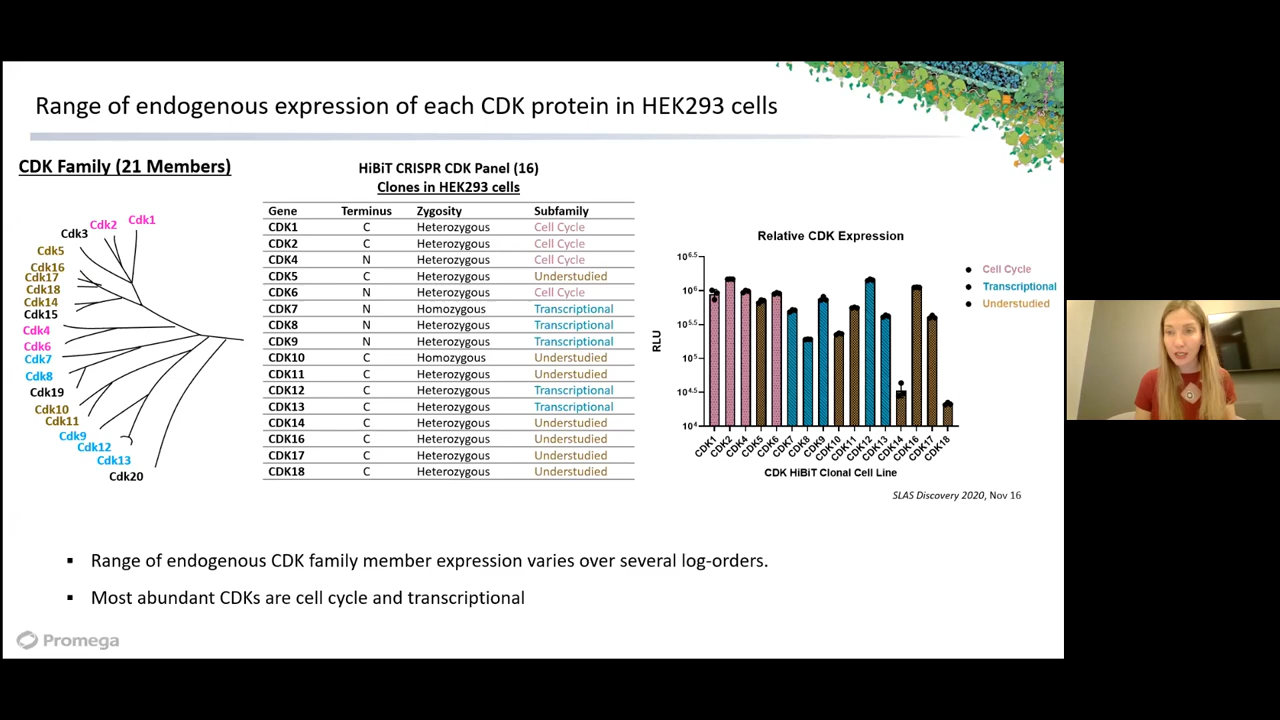 Range of endogenous expression of each CDK protein in HEK293 cells
CDK Family (21 Members)
Cdk1
Cdk2
Cdk3
Cdk5
Cdk16
Cdk17
Cdk18
Cdk14
Cdk15
Cdk4
Cdk6
Cdk7
Cdk8
Cdk19
Cdk10
Cdk11
Cdk9
Cdk12
Cdk13
Cdk20
HiBiT CRISPR CDK Panel (16)
Clones in HEK293 cells
Gene Terminus Zygosity Subfamily
CDK1 C Heterozygous Cell Cycle
CDK2 C Heterozygous Cell Cycle
CDK4 N Heterozygous Cell Cycle
CDK5 C Heterozygous Understudied
CDK6 N Heterozygous Cell Cycle
CDK7 N Homozygous Transcriptional
CDK8 N Heterozygous Transcriptional
CDK9 N Heterozygous Transcriptional
CDK10 C Homozygous Understudied
CDK11 C Heterozygous Understudied
CDK12 C Heterozygous Transcriptional
CDK13 C Heterozygous Transcriptional
CDK14 C Heterozygous Understudied
CDK16 C Heterozygous Understudied
CDK17 C Heterozygous Understudied
CDK18 C Heterozygous Understudied
Relative CDK Expression
10^6.5
10^6
10^5.5
10^5
10^4.5
10^4
RLU
CDK1 CDK2 CDK4 CDK5 CDK6 CDK7 CDK8 CDK9 CDK10 CDK11 CDK12 CDK13 CDK14 CDK16 CDK17 CDK18
CDK HiBiT Clonal Cell Line
Cell Cycle
Transcriptional
Understudied
SLAS Discovery 2020, Nov 16
▪ Range of endogenous CDK family member expression varies over several log-orders.
▪ Most abundant CDKs are cell cycle and transcriptional
Promega